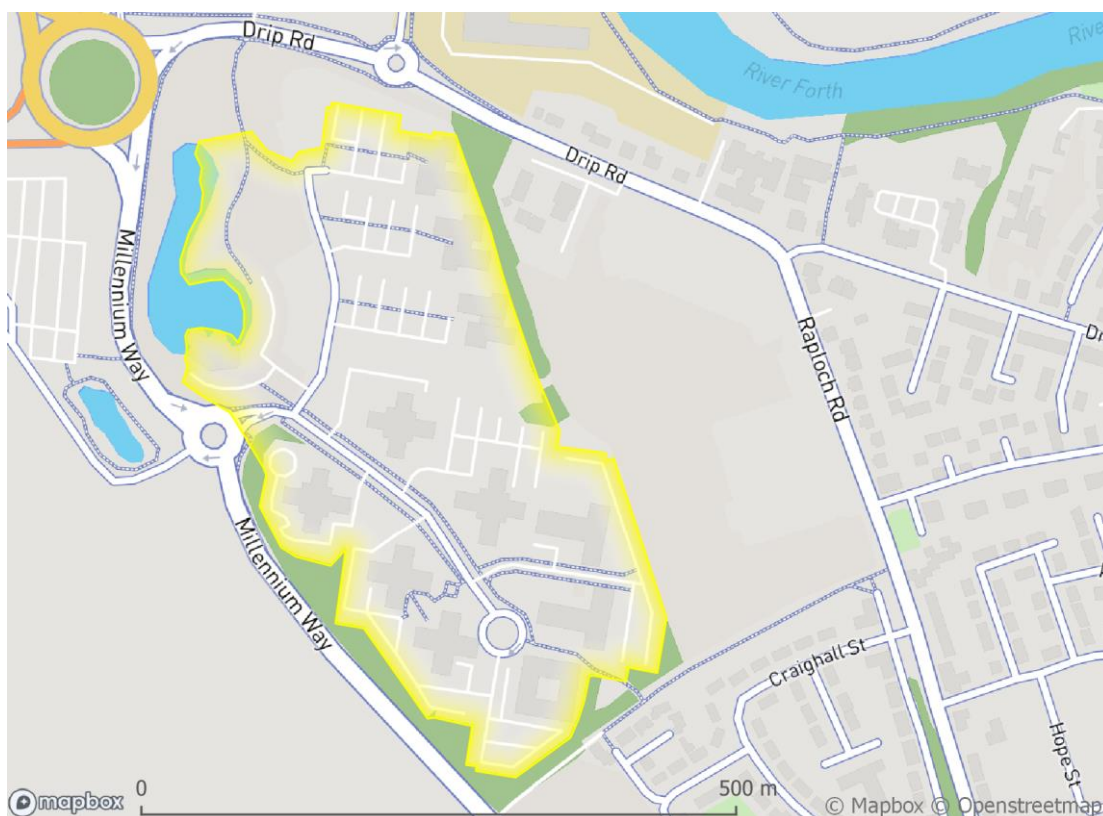 Drip Rd
River Forth
Drip Rd
Millennium Way
Raploch Rd
Millennium Way
Craighall St
Hope St
mapbox
0
500 m
© Mapbox © Openstreetmap